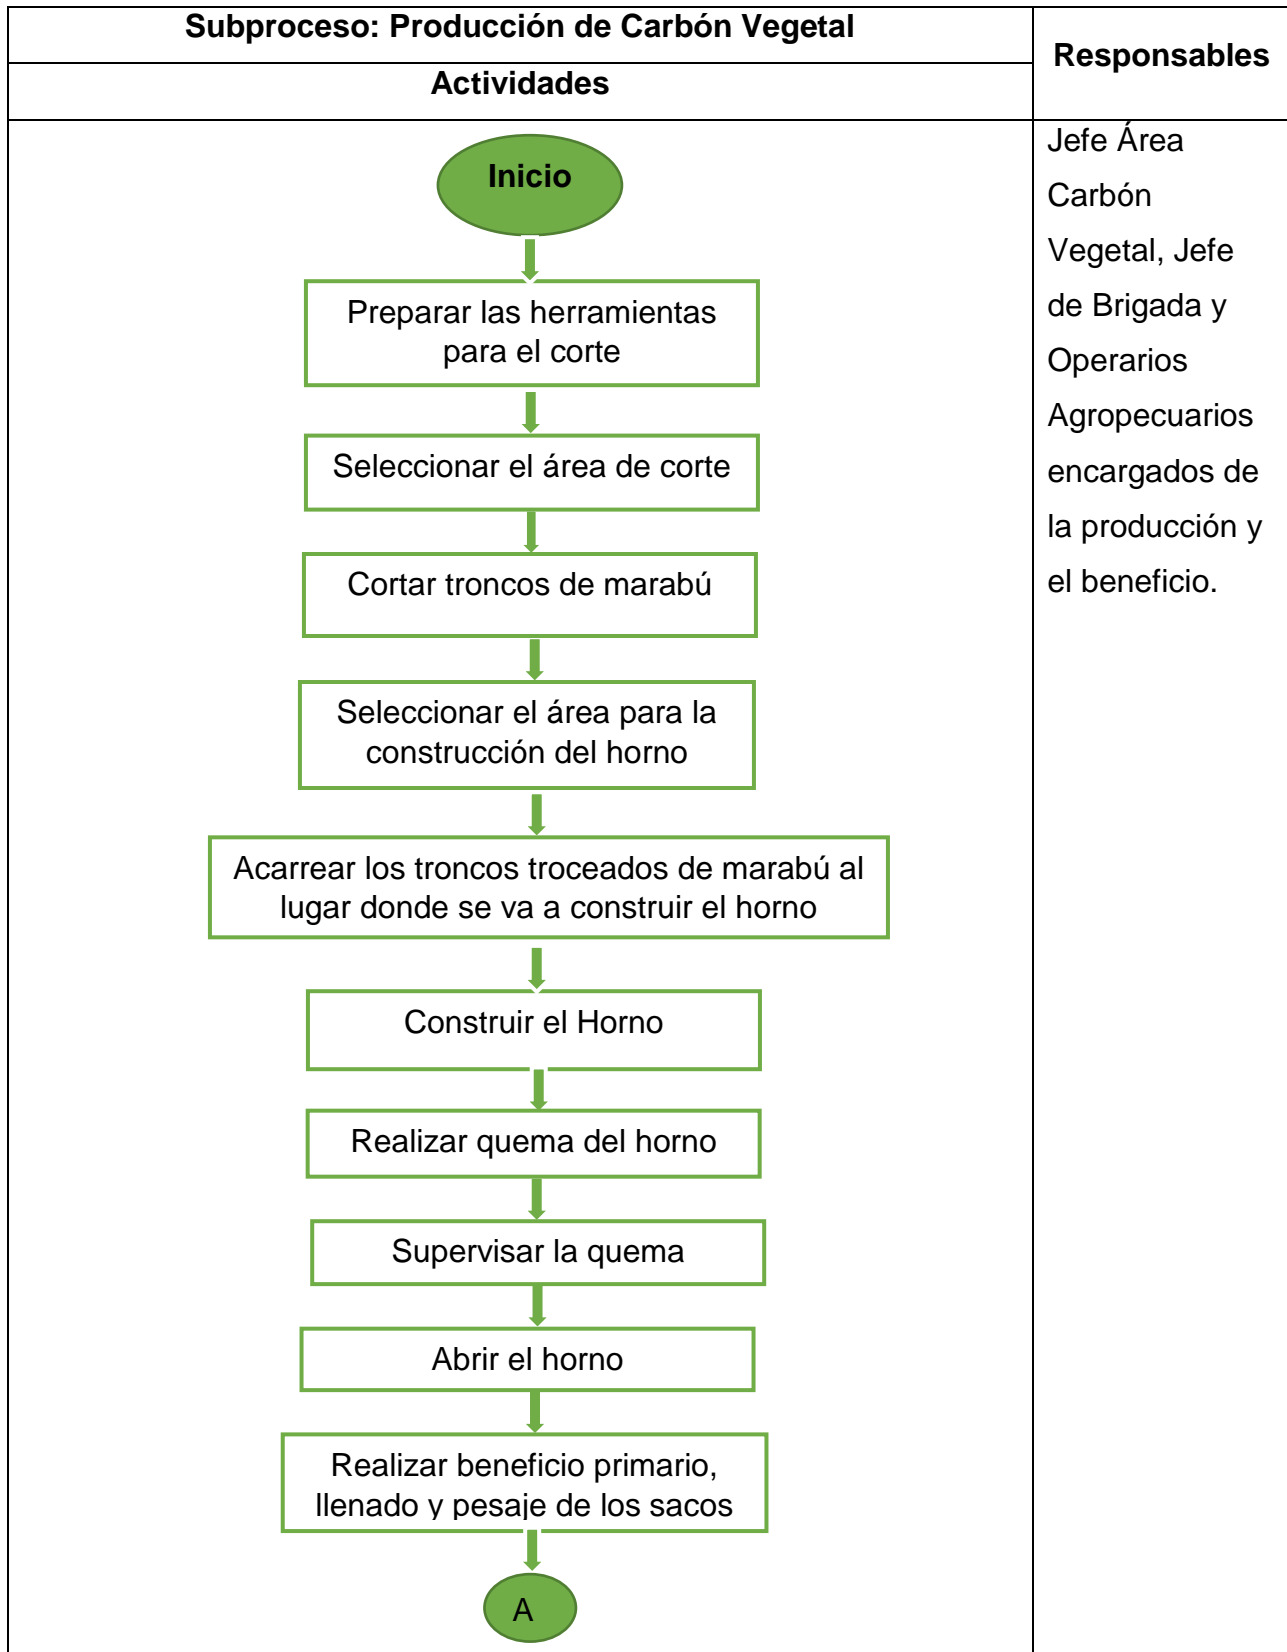 Subproceso: Producción de Carbón Vegetal
Responsables
Actividades
Inicio
Preparar las herramientas
para el corte
Seleccionar el área de corte
Cortar troncos de marabú
Seleccionar el área para la
construcción del horno
Acarrear los troncos troceados de marabú al
lugar donde se va a construir el horno
Construir el Horno
Realizar quema del horno
Supervisar la quema
Abrir el horno
Realizar beneficio primario,
llenado y pesaje de los sacos
A
Jefe Área
Carbón
Vegetal, Jefe
de Brigada y
Operarios
Agropecuarios
encargados de
la producción y
el beneficio.